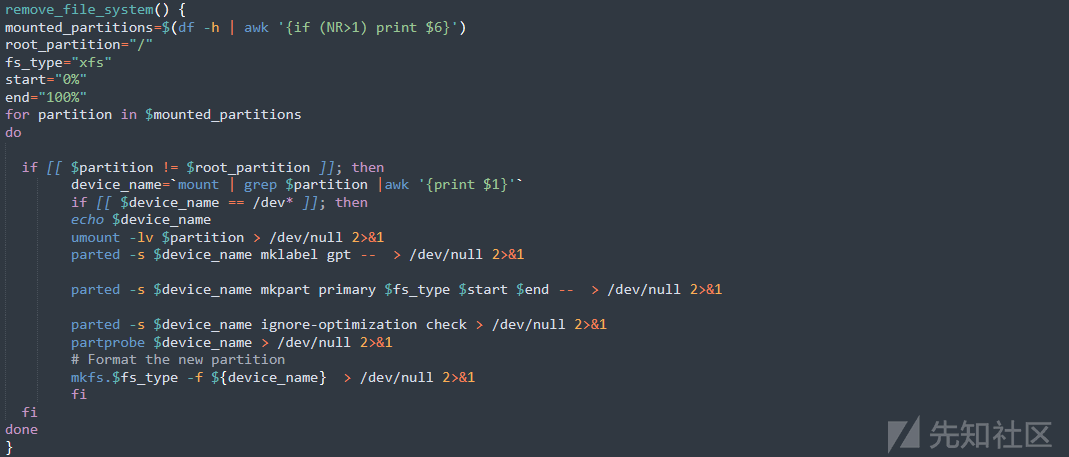 remove_file_system() {
mounted_partitions=$(df -h | awk '{if (NR>1) print $6}')
root_partition="/"
fs_type="xfs"
start="0%"
end="100%"
for partition in $mounted_partitions
do
if [[ $partition != $root_partition ]]; then
device_name=`mount | grep $partition |awk '{print $1}'`
if [[ $device_name == /dev* ]]; then
echo $device_name
umount -lv $partition > /dev/null 2>&1
parted -s $device_name mklabel gpt --  > /dev/null 2>&1
parted -s $device_name mkpart primary $fs_type $start $end --  > /dev/null 2>&1
parted -s $device_name ignore-optimization check > /dev/null 2>&1
partprobe $device_name > /dev/null 2>&1
# Format the new partition
mkfs.$fs_type -f ${device_name}  > /dev/null 2>&1
fi
fi
done
}
先知社区